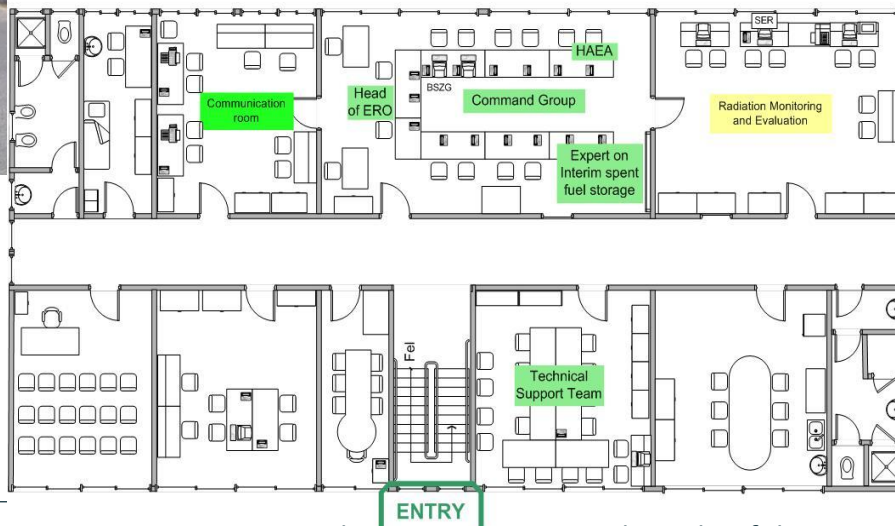 SER
HAEA
BSZG
Head
of ERO
Command Group
Communication
room
Radiation Monitoring
and Evaluation
Expert on
Interim spent
fuel storage
Fel
Technical
Support Team
ENTRY